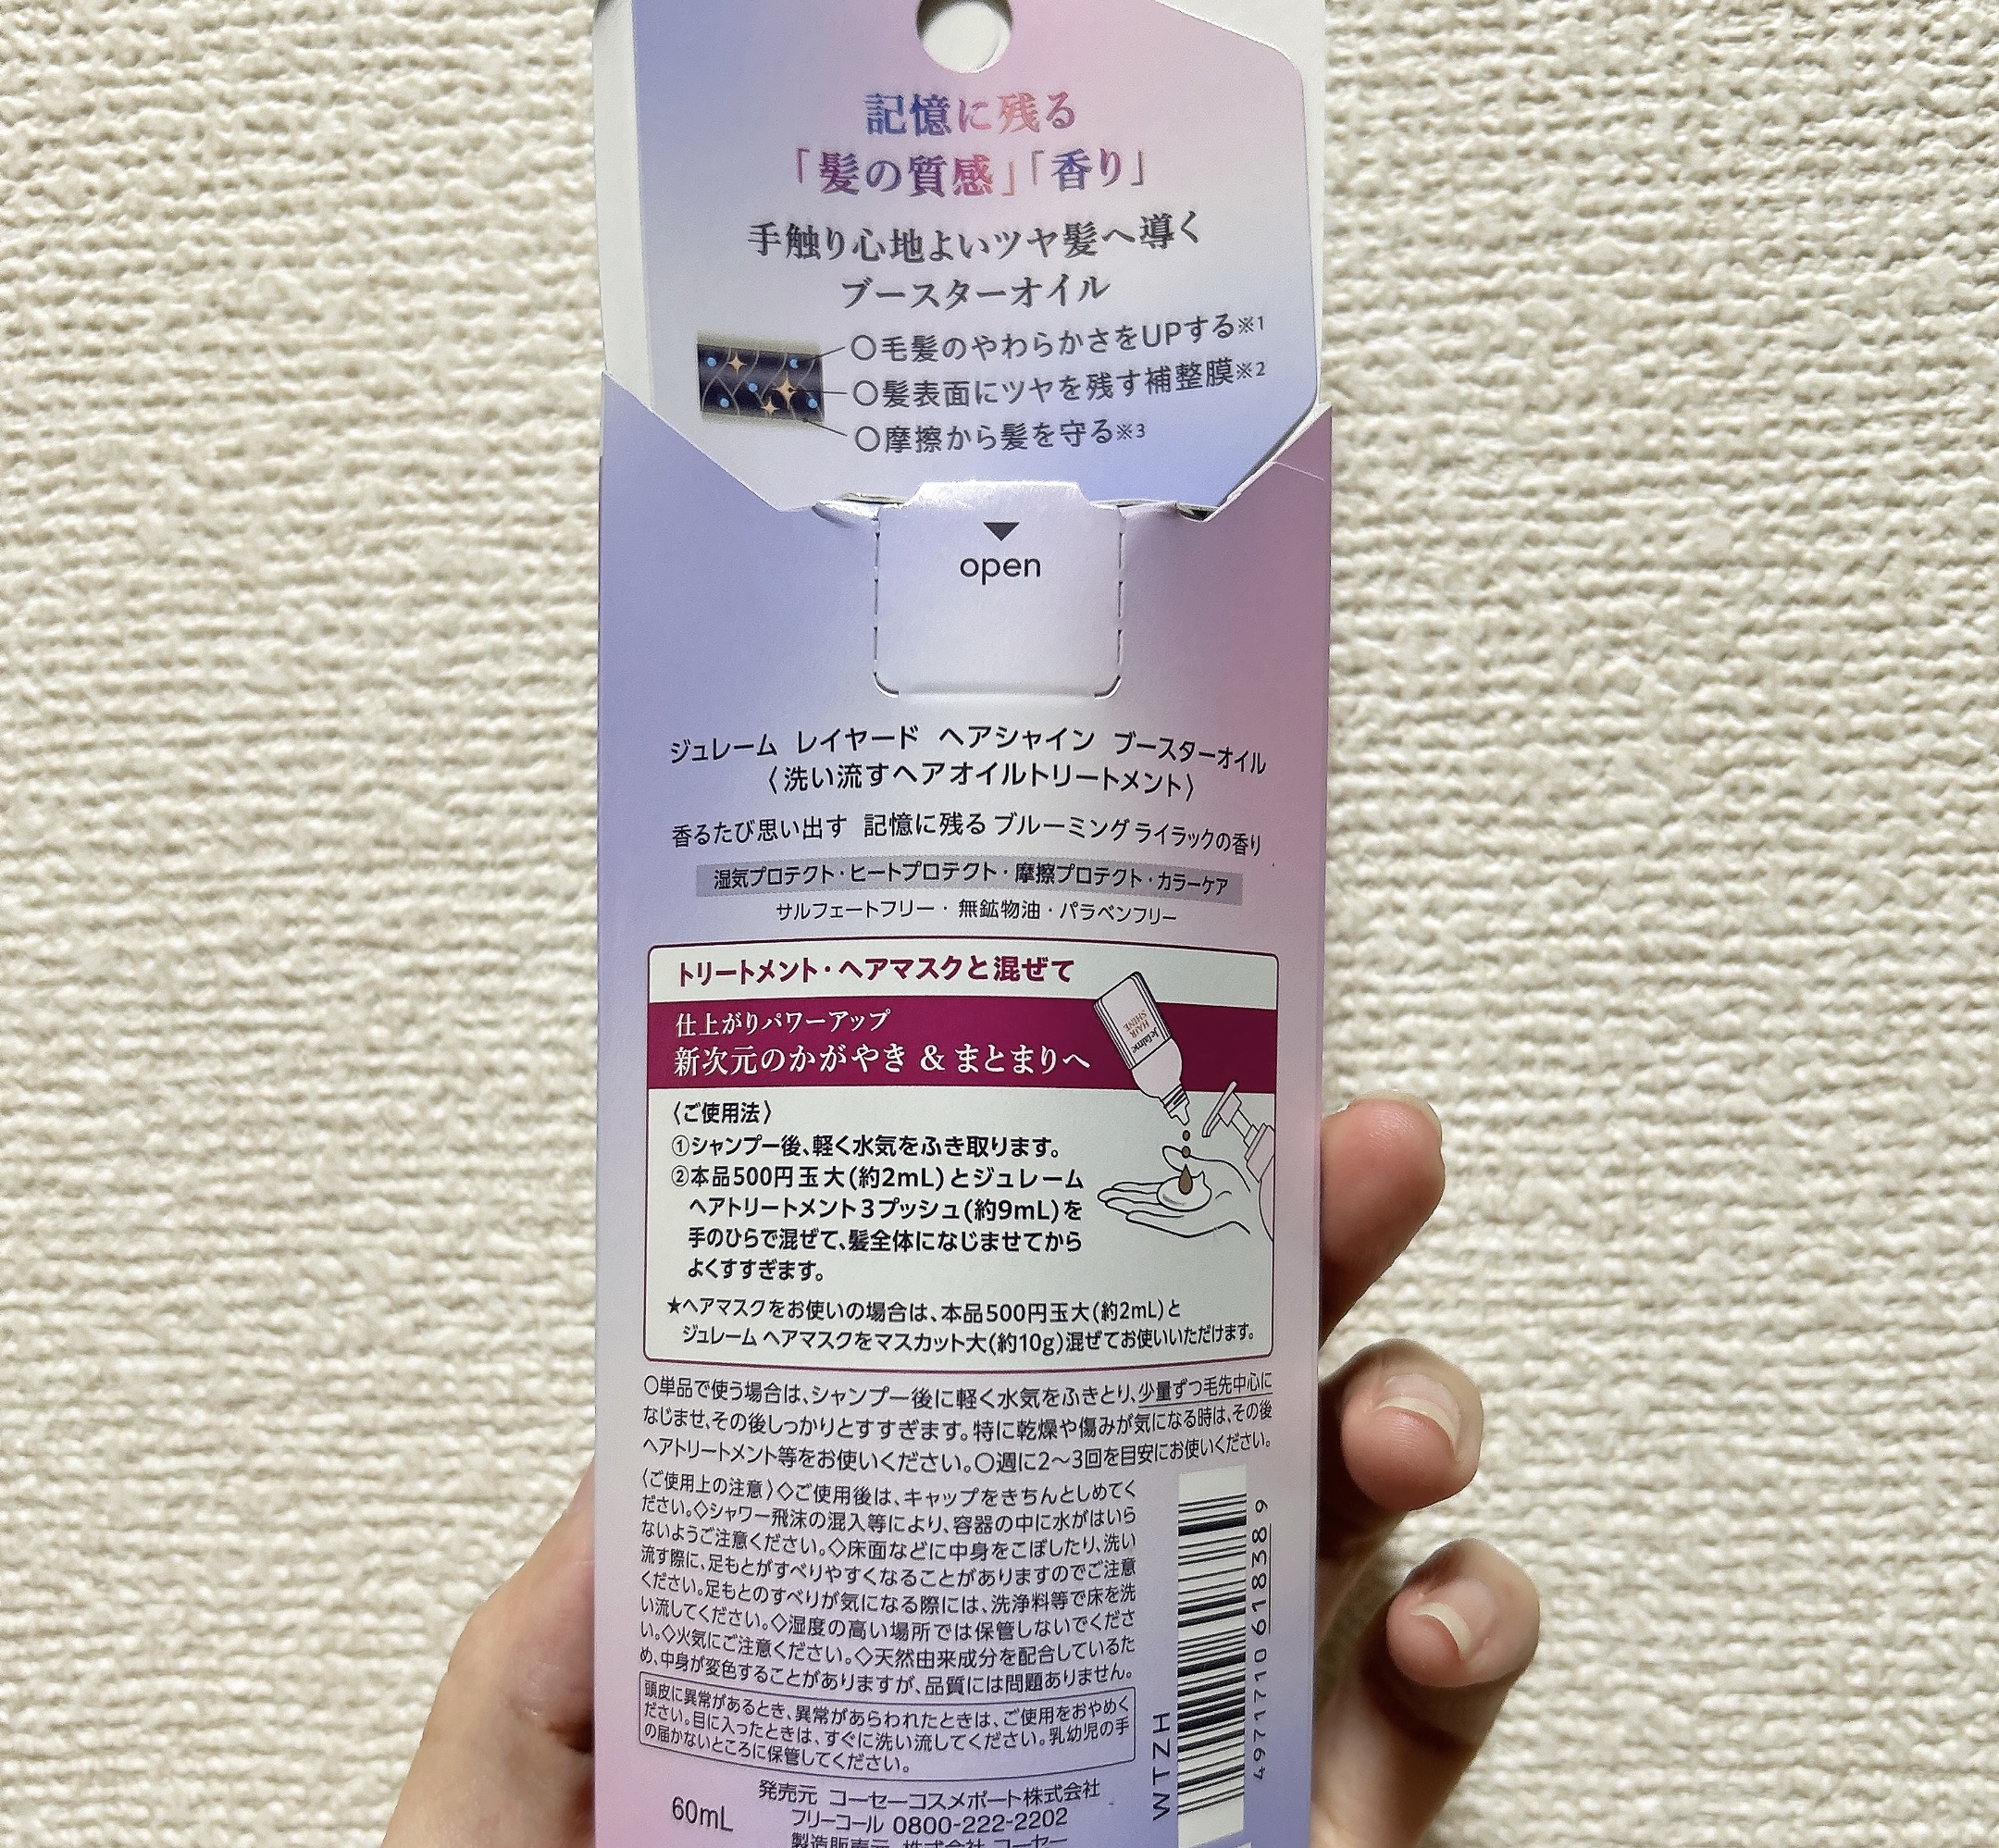 記憶に残る
「髪の質感」「香り」
手触り心地よいツヤ髪へ導く
ブースターオイル
○毛髪のやわらかさをUPする※1
○髪表面にツヤを残す補整膜※2
○摩擦から髪を守る※3
▼
open
ジュレーム レイヤード ヘアシャイン ブースターオイル
〈洗い流すヘアオイルトリートメント〉
香るたび思い出す 記憶に残る ブルーミングライラックの香り
湿気プロテクト・ヒートプロテクト・摩擦プロテクト・カラーケア
サルフェートフリー・無鉱物油・パラベンフリー
トリートメント・ヘアマスクと混ぜて
仕上がりパワーアップ
新次元のかがやき & まとまりへ
Je l'aime
HAIR
SHINE
〈ご使用法〉
①シャンプー後、軽く水気をふき取ります。
②本品500円玉大(約2mL)とジュレーム
ヘアトリートメント3プッシュ(約9mL)を
手のひらで混ぜて、髪全体になじませてから
よくすすぎます。
★ヘアマスクをお使いの場合は、本品500円玉大(約2mL)と
ジュレーム ヘアマスクをマスカット大(約10g)混ぜてお使いいただけます。
○単品で使う場合は、シャンプー後に軽く水気をふきとり、少量ずつ毛先中心に
なじませ、その後しっかりとすすぎます。特に乾燥や傷みが気になる時は、その後
ヘアトリートメント等をお使いください。○週に2〜3回を目安にお使いください。
〈ご使用上の注意〉◇ご使用後は、キャップをきちんとしめてく
ださい。◇シャワー飛沫の混入等により、容器の中に水がはいら
ないようご注意ください。◇床面などに中身をこぼしたり、洗い
流す際に、足もとがすべりやすくなることがありますのでご注意
ください。足もとのすべりが気になる際には、洗浄料等で床を洗
い流してください。◇湿度の高い場所では保管しないでくださ
い。◇火気にご注意ください。◇天然由来成分を配合しているた
め、中身が変色することがありますが、品質には問題ありません。
頭皮に異常があるとき、異常があらわれたときは、ご使用をおやめく
ださい。目に入ったときは、すぐに洗い流してください。乳幼児の手
の届かないところに保管してください。
4971710618389
WTZH
60mL
発売元 コーセーコスメポート株式会社
フリーコール 0800-222-2202
製造販売元 株式会社 コーセー